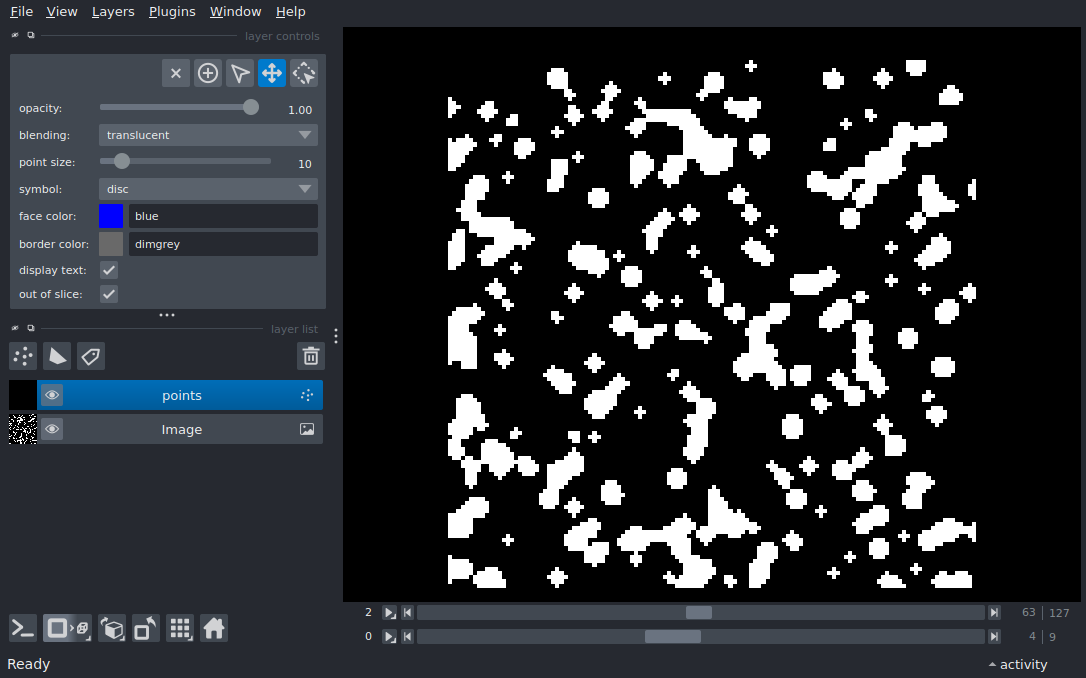 File View Layers Plugins Window Help
layer controls
opacity: 1.00
blending: translucent
point size: 10
symbol: disc
face color: blue
border color: dimgrey
display text:
out of slice:
layer list
points
Image
2 63 127
0 4 9
Ready activity